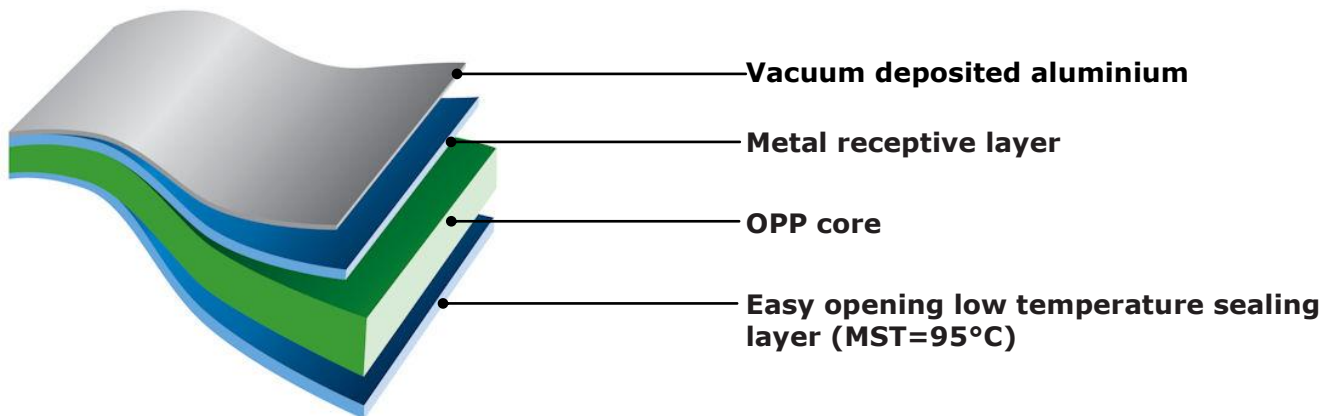 Vacuum deposited aluminium
Metal receptive layer
OPP core
Easy opening low temperature sealing
layer (MST=95°C)